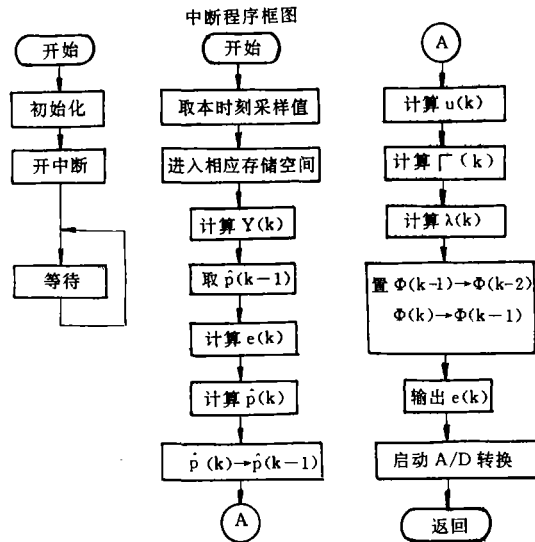 中断程序框图
开始
初始化
开中断
等待
开始
取本时刻采样值
进入相应存储空间
计算 Y(k)
取 p̂(k−1)
计算 e(k)
计算 p̂(k)
p̂(k)→p̂(k−1)
A
A
计算 u(k)
计算 Γ(k)
计算 λ(k)
置 Φ(k-1)→Φ(k-2)
Φ(k)→Φ(k−1)
输出 e(k)
启动 A/D 转换
返回